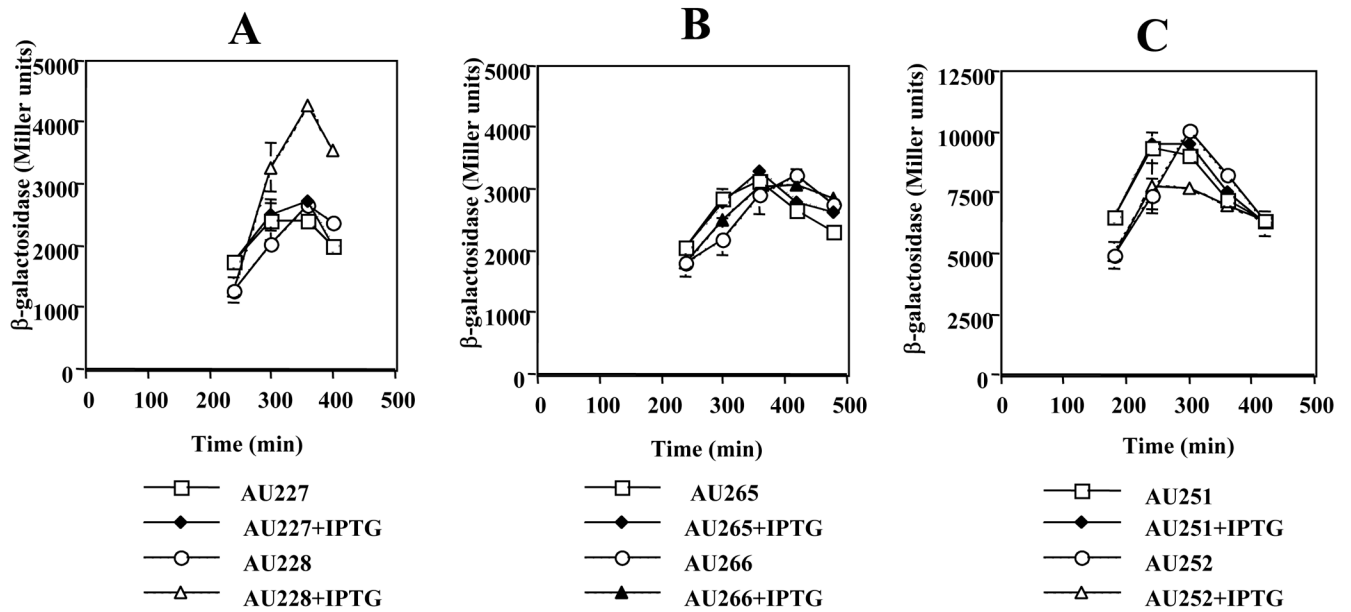 A
β-galactosidase (Miller units)
5000
4000
3000
2000
1000
0
0 100 200 300 400 500
Time (min)
AU227
AU227+IPTG
AU228
AU228+IPTG
B
β-galactosidase (Miller units)
5000
4000
3000
2000
1000
0
0 100 200 300 400 500
Time (min)
AU265
AU265+IPTG
AU266
AU266+IPTG
C
β-galactosidase (Miller units)
12500
10000
7500
5000
2500
0
0 100 200 300 400 500
Time (min)
AU251
AU251+IPTG
AU252
AU252+IPTG